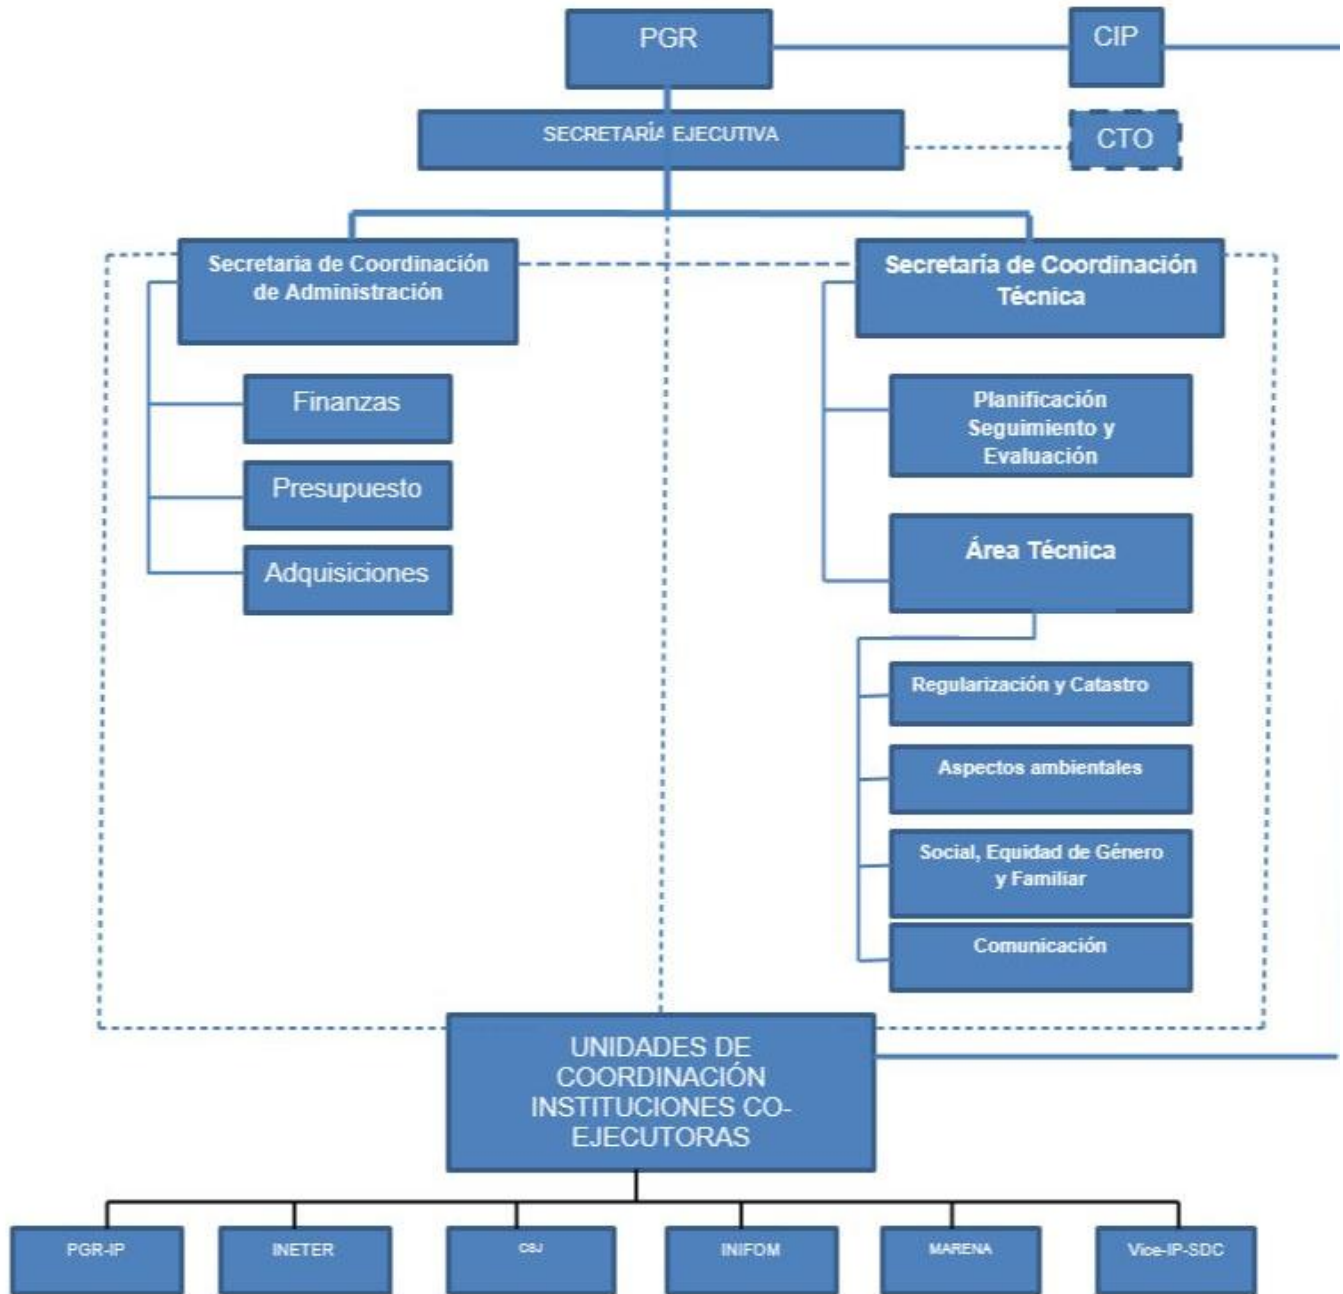 PGR
CIP
SECRETARÍA EJECUTIVA
CTO
Secretaria de Coordinación
de Administración
Secretaría de Coordinación
Técnica
Finanzas
Presupuesto
Adquisiciones
Planificación
Seguimiento y
Evaluación
Área Técnica
Regularización y Catastro
Aspectos ambientales
Social, Equidad de Género
y Familiar
Comunicación
UNIDADES DE
COORDINACIÓN
INSTITUCIONES CO-
EJECUTORAS
PGR-IP
INETER
CSJ
INIFOM
MARENA
Vice-IP-SDC